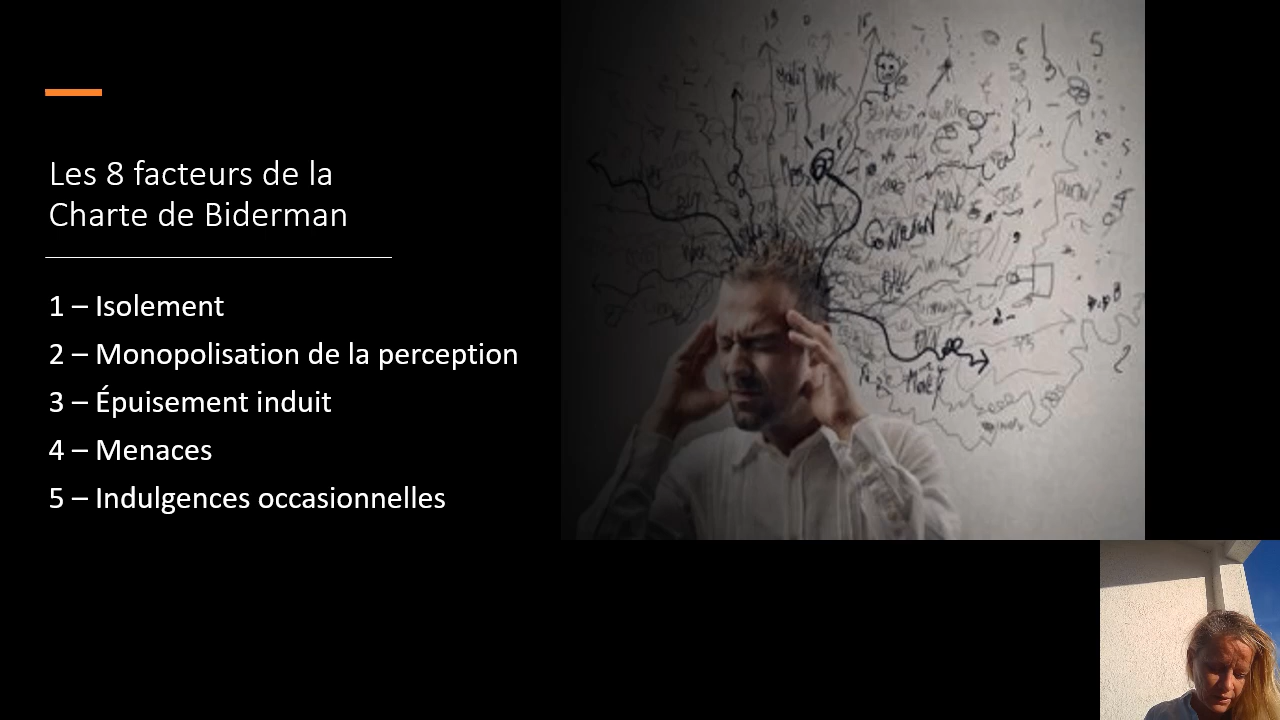 Les 8 facteurs de la
Charte de Biderman
1 – Isolement
2 – Monopolisation de la perception
3 – Épuisement induit
4 – Menaces
5 – Indulgences occasionnelles